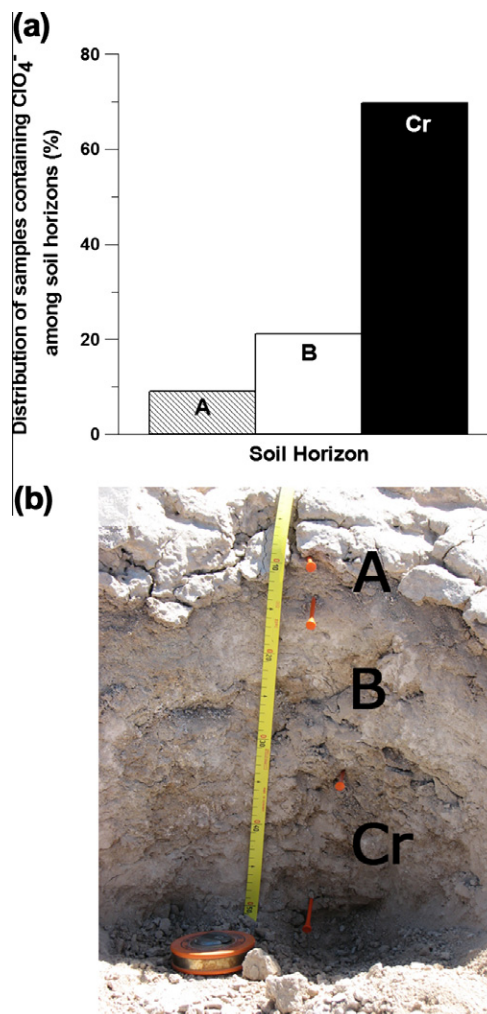 (a)
Distribution of samples containing ClO4-
among soil horizons (%)
80
60
40
20
0
A
B
Cr
Soil Horizon
(b)
A
B
Cr